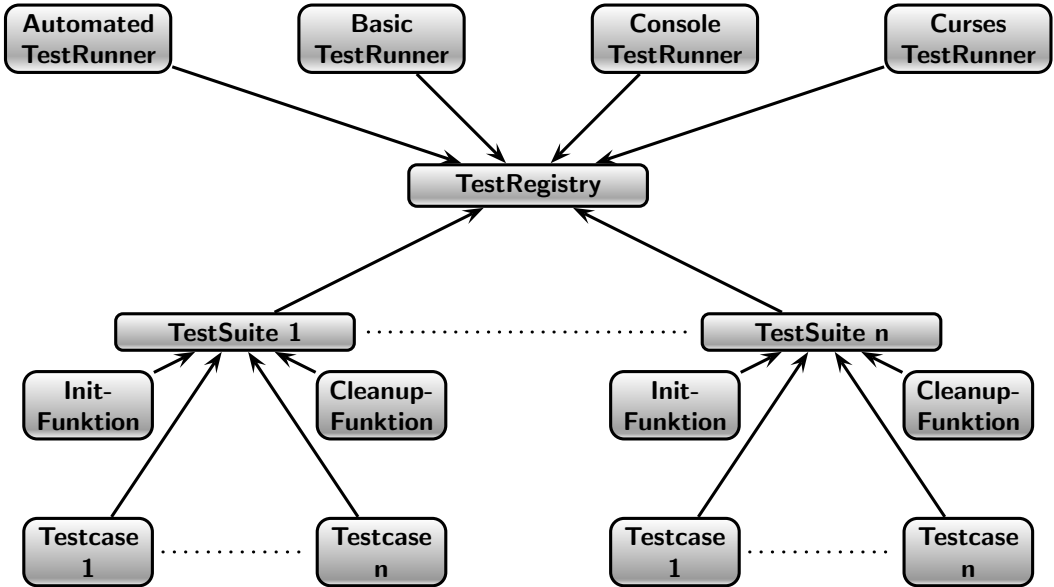 Automated
TestRunner
Basic
TestRunner
Console
TestRunner
Curses
TestRunner
TestRegistry
TestSuite 1
TestSuite n
Init-
Funktion
Cleanup-
Funktion
Init-
Funktion
Cleanup-
Funktion
Testcase
1
Testcase
n
Testcase
1
Testcase
n